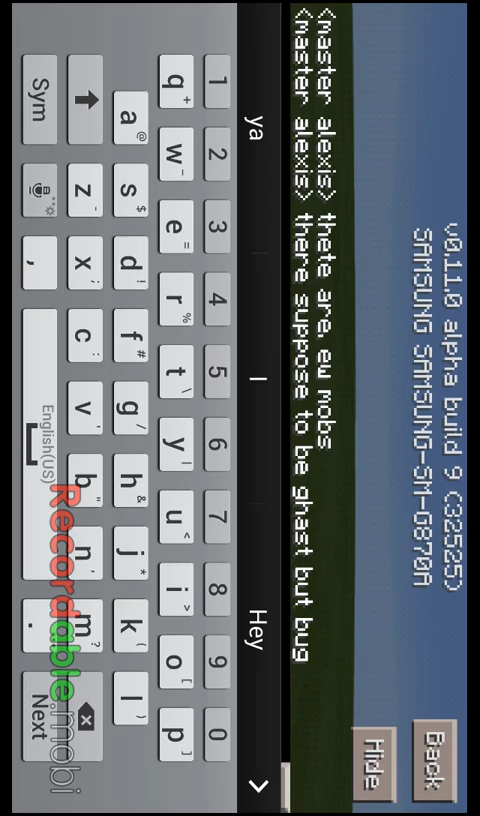 v0.11.0 alpha build 9 (32525)
SAMSUNG SAMSUNG-SM-G870A
Back
Hide
<master alexis> thete are. ew mobs
<master alexis> there suppose to be ghast but bug
ya
I
Hey
1 2 3 4 5 6 7 8 9 0
q+ w- e= r% t\ y| u< i> o[ p]
a@ s$ d! f# g/ h& j* k( l)
z- x; c: v' b" n, m?
Sym , English(US) . Next
Recordable.mobi